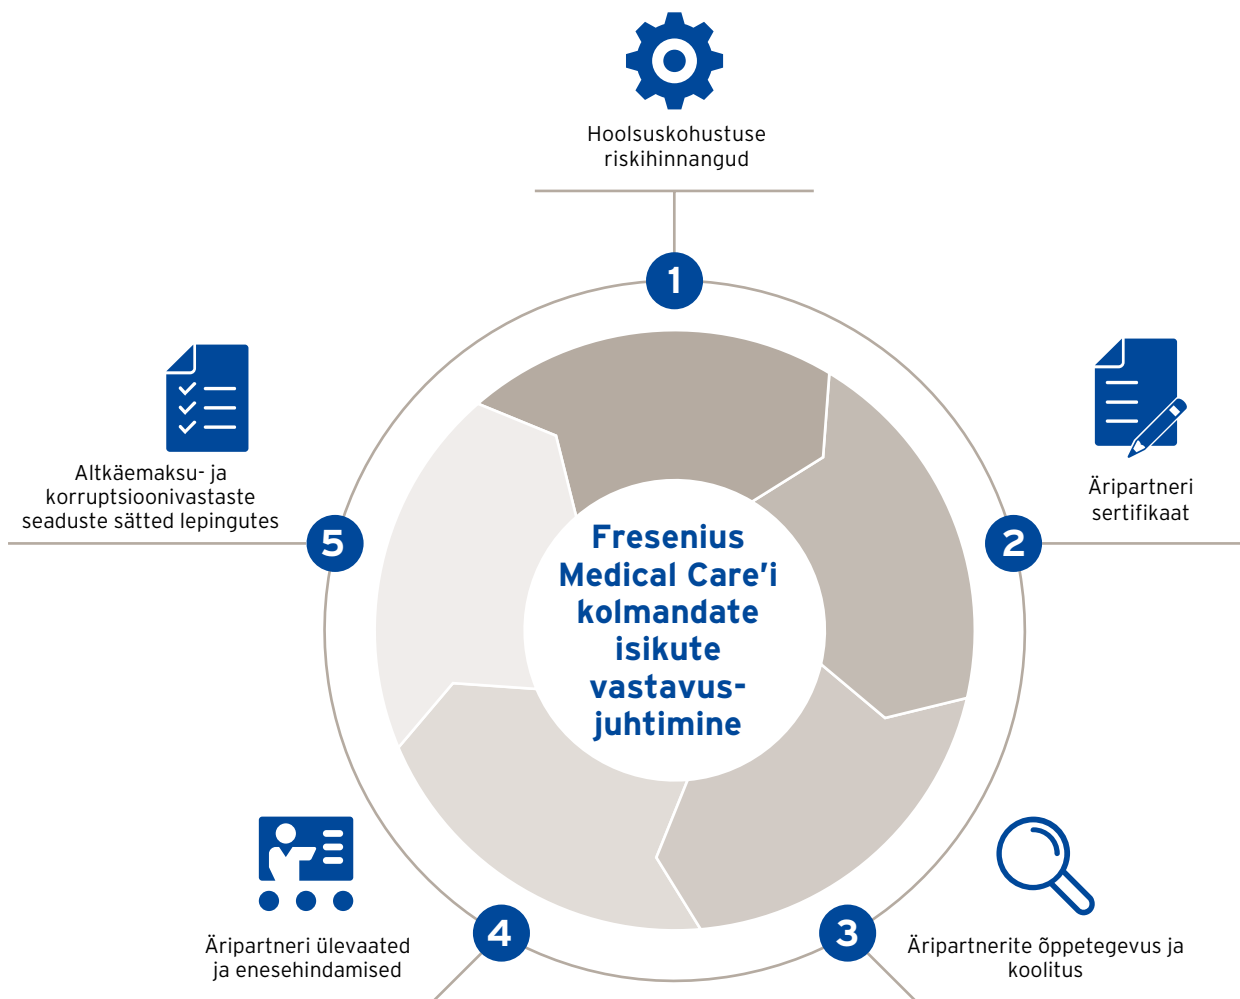 Hoolsuskohustuse
riskihinnangud
1
Äripartneri
sertifikaat
2
Äripartnerite õppetegevus ja
koolitus
3
Äripartneri ülevaated
ja enesehindamised
4
Altkäemaksu- ja
korruptsioonivastaste
seaduste sätted lepingutes
5
Fresenius
Medical Care’i
kolmandate
isikute
vastavus-
juhtimine